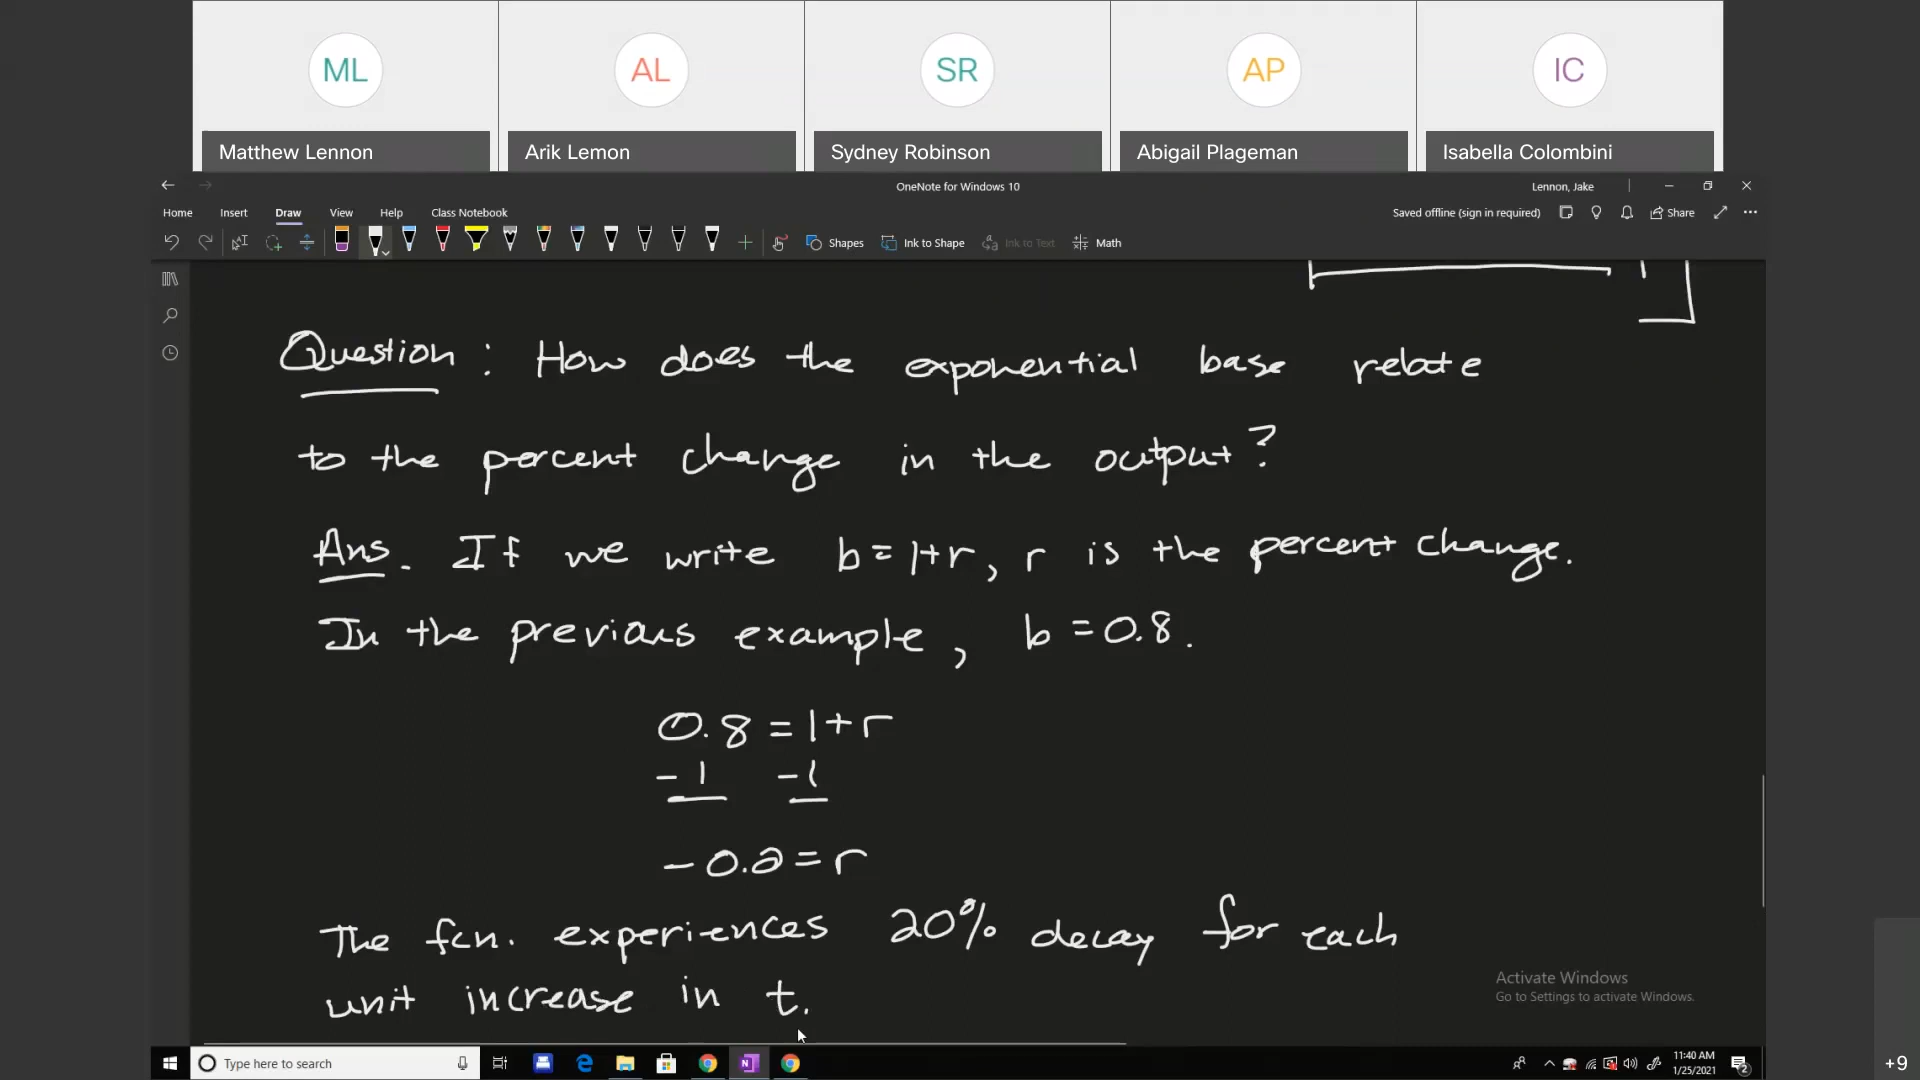 ML AL SR AP IC
Matthew Lennon Arik Lemon Sydney Robinson Abigail Plageman Isabella Colombini
OneNote for Windows 10 Lennon, Jake
Home Insert Draw View Help Class Notebook Saved offline (sign in required) Share
Shapes Ink to Shape Ink to Text Math
Question: How does the exponential base relate
to the percent change in the output?
Ans. If we write b=1+r, r is the percent change.
In the previous example, b=0.8.
0.8=1+r
-1 -1
-0.2=r
The fcn. experiences 20% decay for each
unit increase in t.
Activate Windows
Go to Settings to activate Windows.
Type here to search 11:40 AM
1/25/2021
2
+9